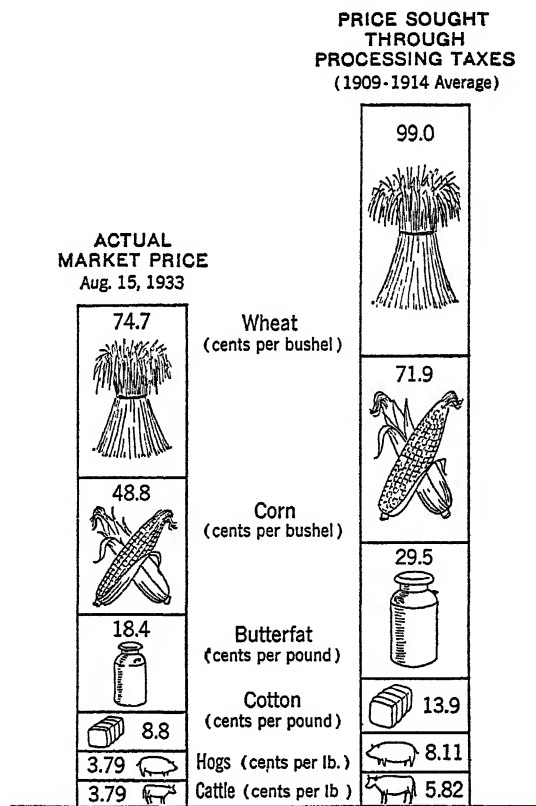 PRICE SOUGHT
THROUGH
PROCESSING TAXES
(1909-1914 Average)
99.0
ACTUAL
MARKET PRICE
Aug. 15, 1933
74.7
Wheat
(cents per bushel)
71.9
48.8
Corn
(cents per bushel)
29.5
18.4
Butterfat
(cents per pound)
Cotton
(cents per pound)
13.9
8.8
8.11
3.79
Hogs (cents per lb.)
5.82
3.79
Cattle (cents per lb)